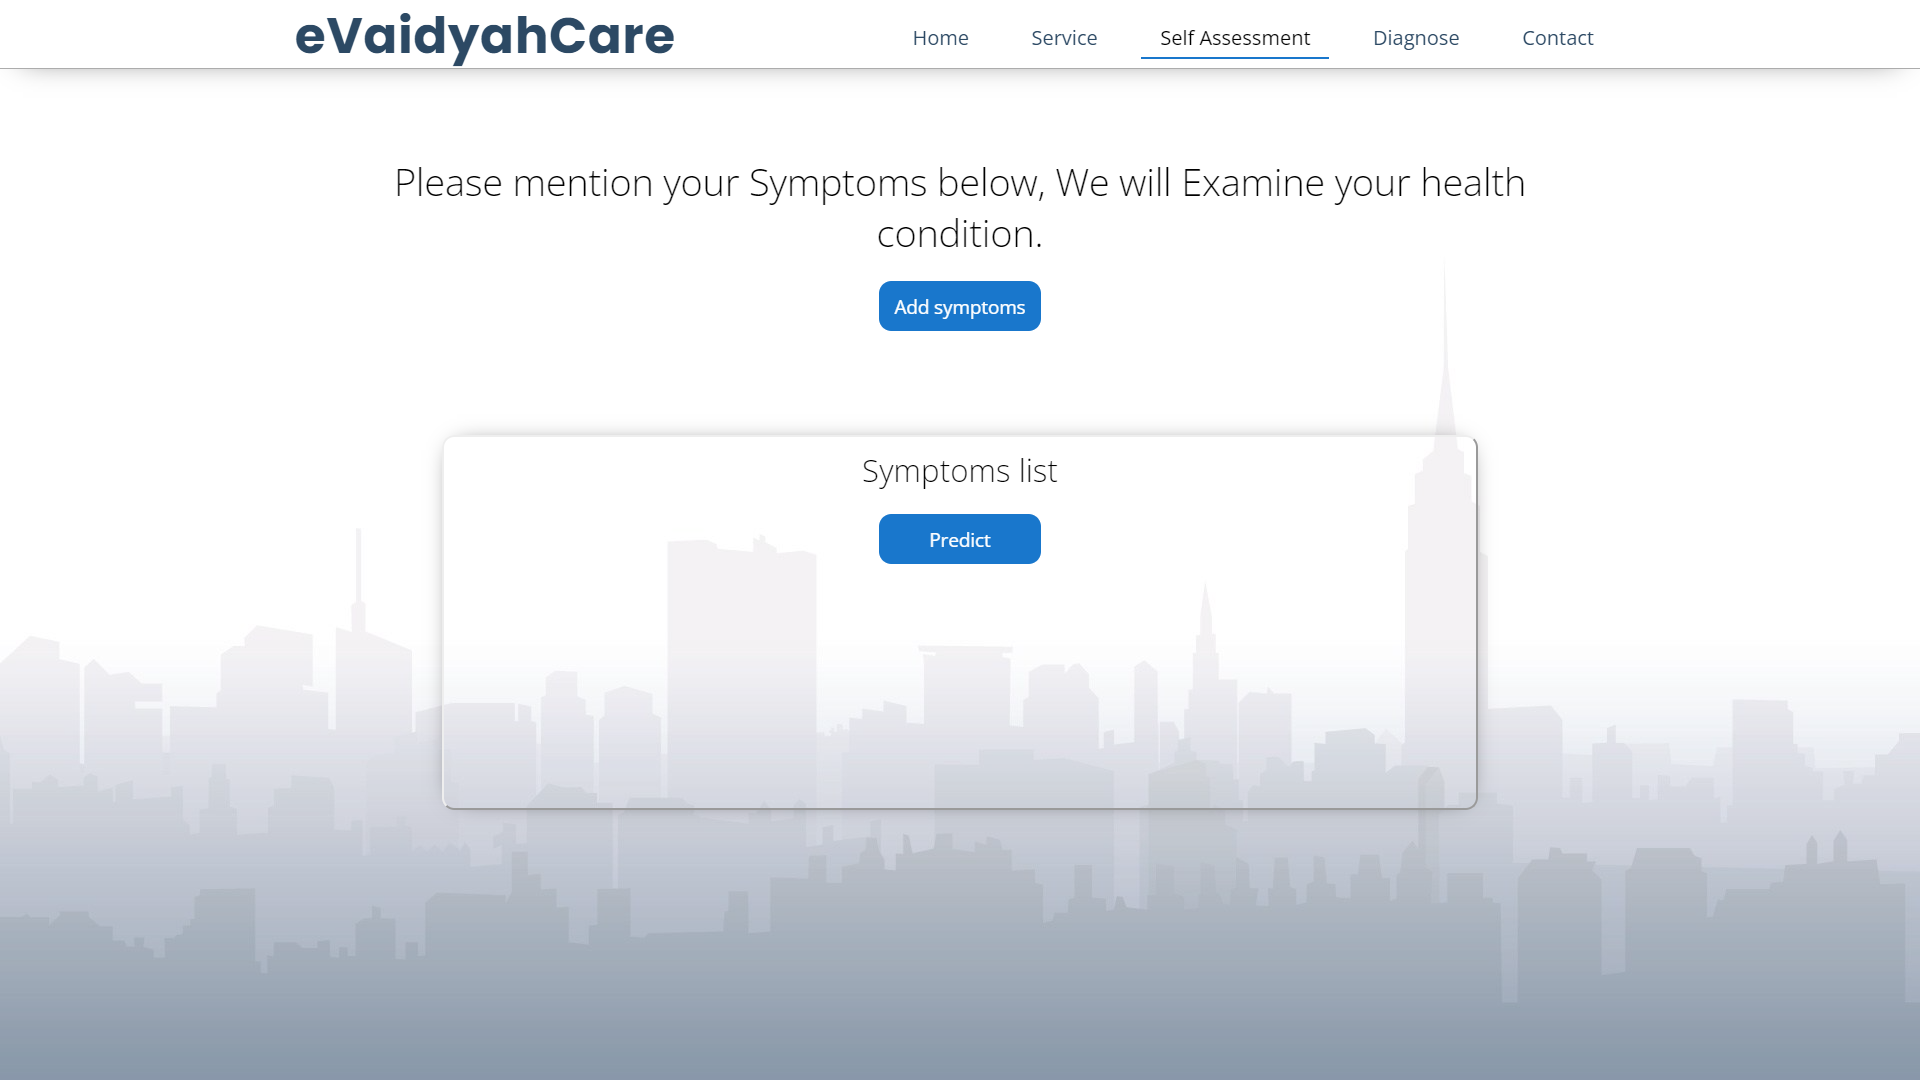 eVaidyahCare
Home Service Self Assessment Diagnose Contact
Please mention your Symptoms below, We will Examine your health
condition.
Add symptoms
Symptoms list
Predict